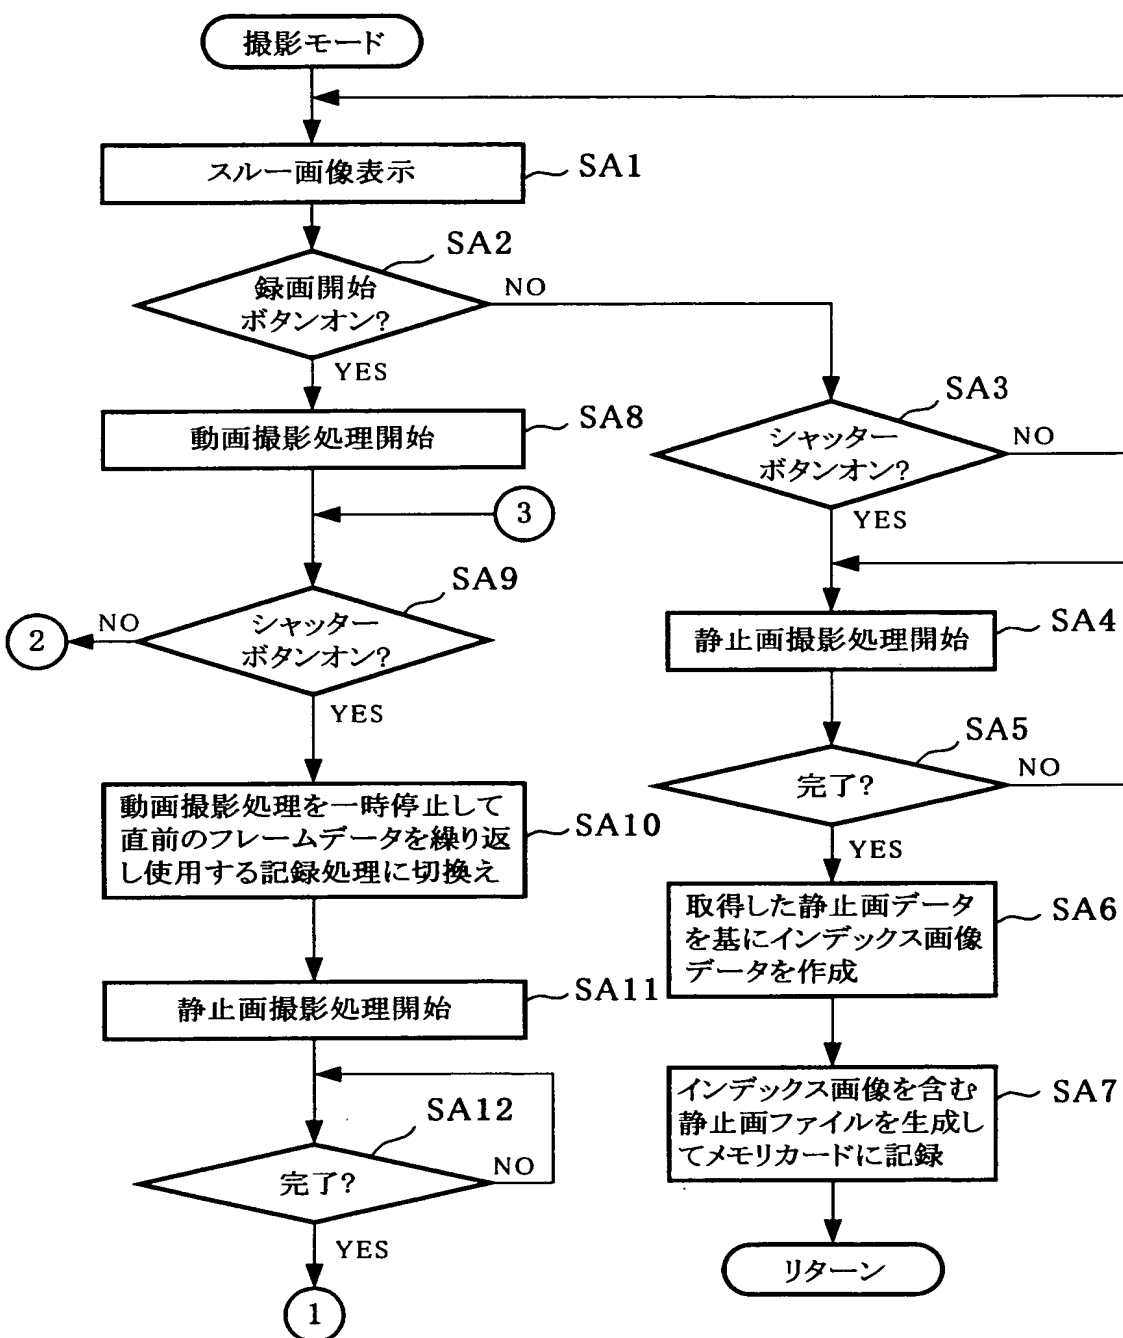 撮影モード
スルー画像表示
SA1
SA2
録画開始
ボタンオン?
NO
YES
動画撮影処理開始
SA8
3
SA9
シャッター
ボタンオン?
NO
2
YES
動画撮影処理を一時停止して
直前のフレームデータを繰り返
し使用する記録処理に切換え
SA10
静止画撮影処理開始
SA11
SA12
完了?
NO
YES
1
SA3
シャッター
ボタンオン?
NO
YES
静止画撮影処理開始
SA4
SA5
完了?
NO
YES
取得した静止画データ
を基にインデックス画像
データを作成
SA6
インデックス画像を含む
静止画ファイルを生成し
てメモリカードに記録
SA7
リターン